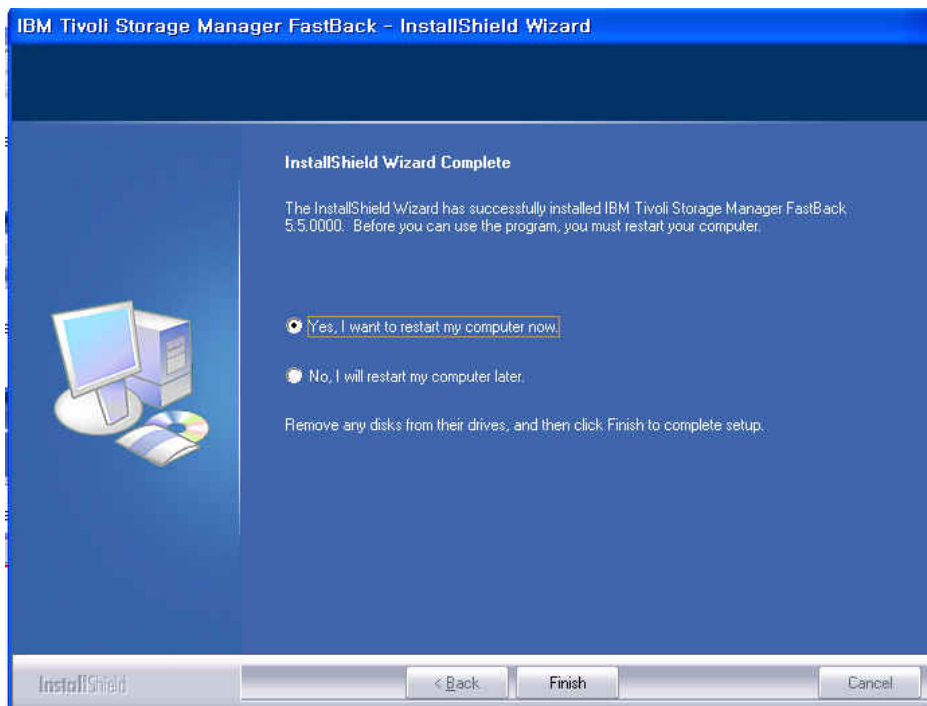 IBM Tivoli Storage Manager FastBack - InstallShield Wizard
InstallShield Wizard Complete
The InstallShield Wizard has successfully installed IBM Tivoli Storage Manager FastBack
5.5.0000. Before you can use the program, you must restart your computer.
Yes, I want to restart my computer now.
No, I will restart my computer later.
Remove any disks from their drives, and then click Finish to complete setup.
InstallShield
< Back
Finish
Cancel